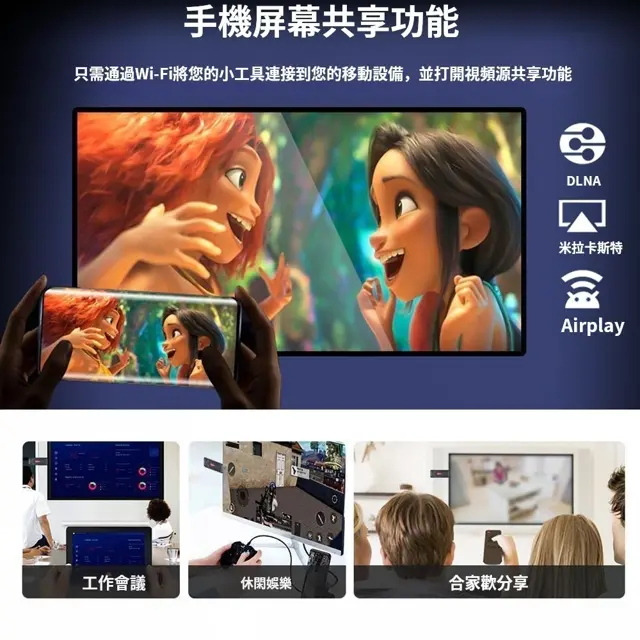 手機屏幕共享功能
只需通過Wi-Fi將您的小工具連接到您的移動設備，並打開視頻源共享功能
DLNA
米拉卡斯特
Airplay
工作會議
休閑娛樂
合家歡分享